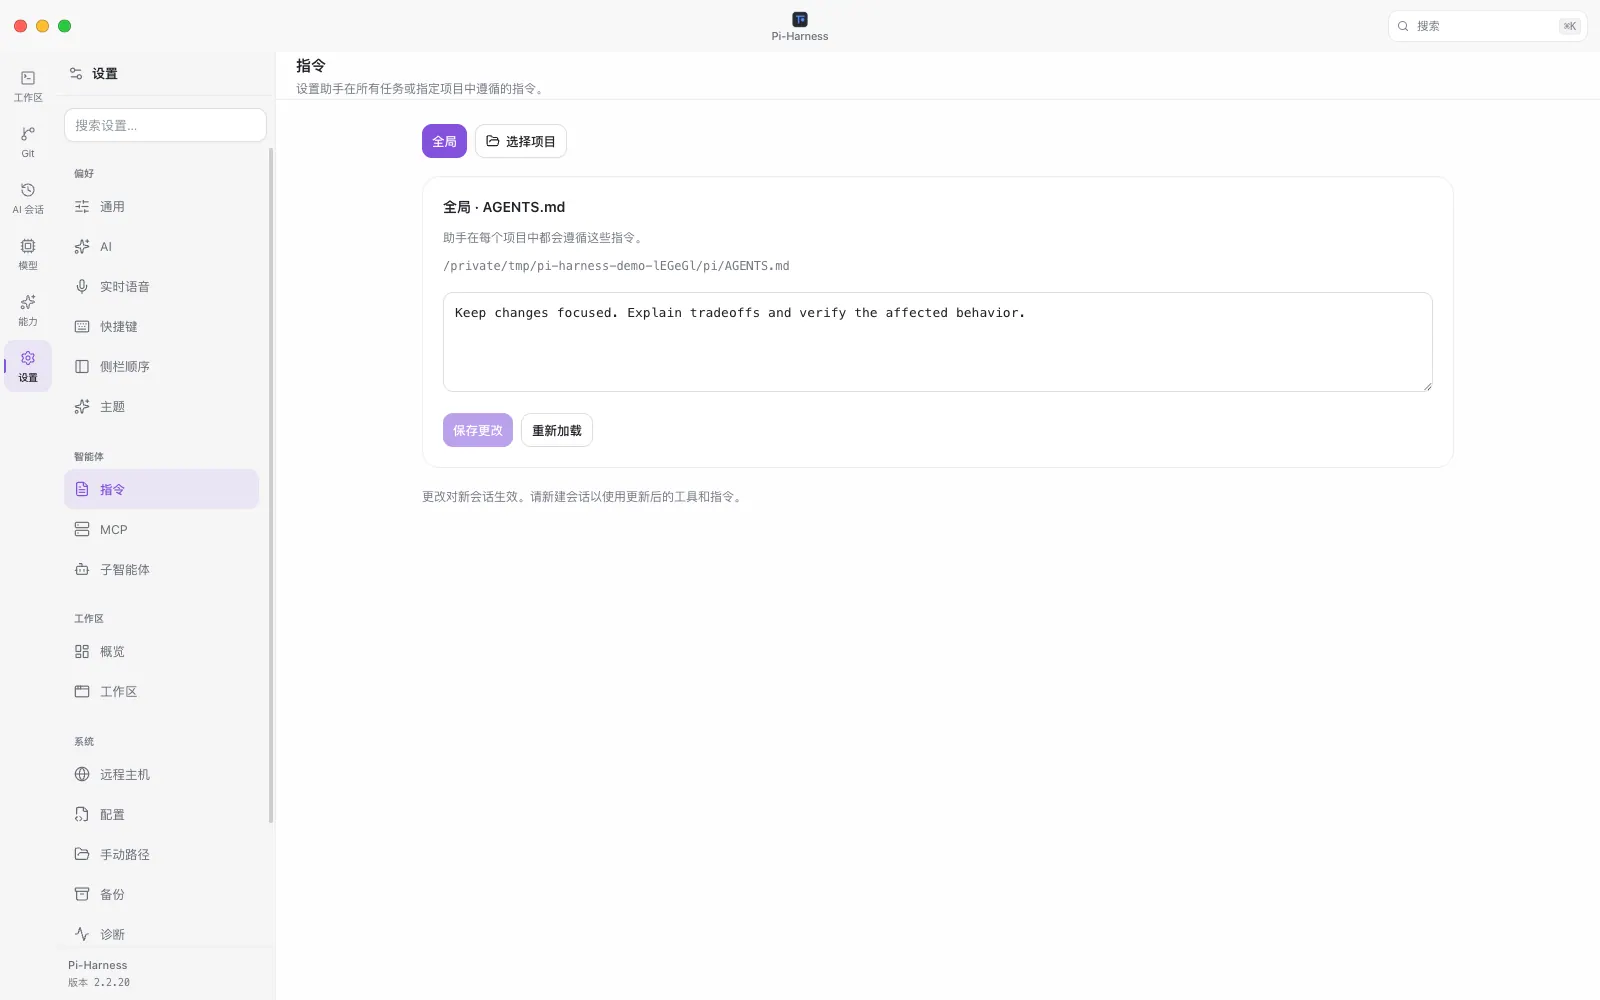 Pi-Harness
搜索
⌘K
工作区
Git
AI 会话
模型
能力
设置
设置
搜索设置...
偏好
通用
AI
实时语音
快捷键
侧栏顺序
主题
智能体
指令
MCP
子智能体
工作区
概览
工作区
系统
远程主机
配置
手动路径
备份
诊断
Pi-Harness
版本 2.2.20
指令
设置助手在所有任务或指定项目中遵循的指令。
全局
选择项目
全局 · AGENTS.md
助手在每个项目中都会遵循这些指令。
/private/tmp/pi-harness-demo-lEGeGl/pi/AGENTS.md
Keep changes focused. Explain tradeoffs and verify the affected behavior.
保存更改
重新加载
更改对新会话生效。请新建会话以使用更新后的工具和指令。